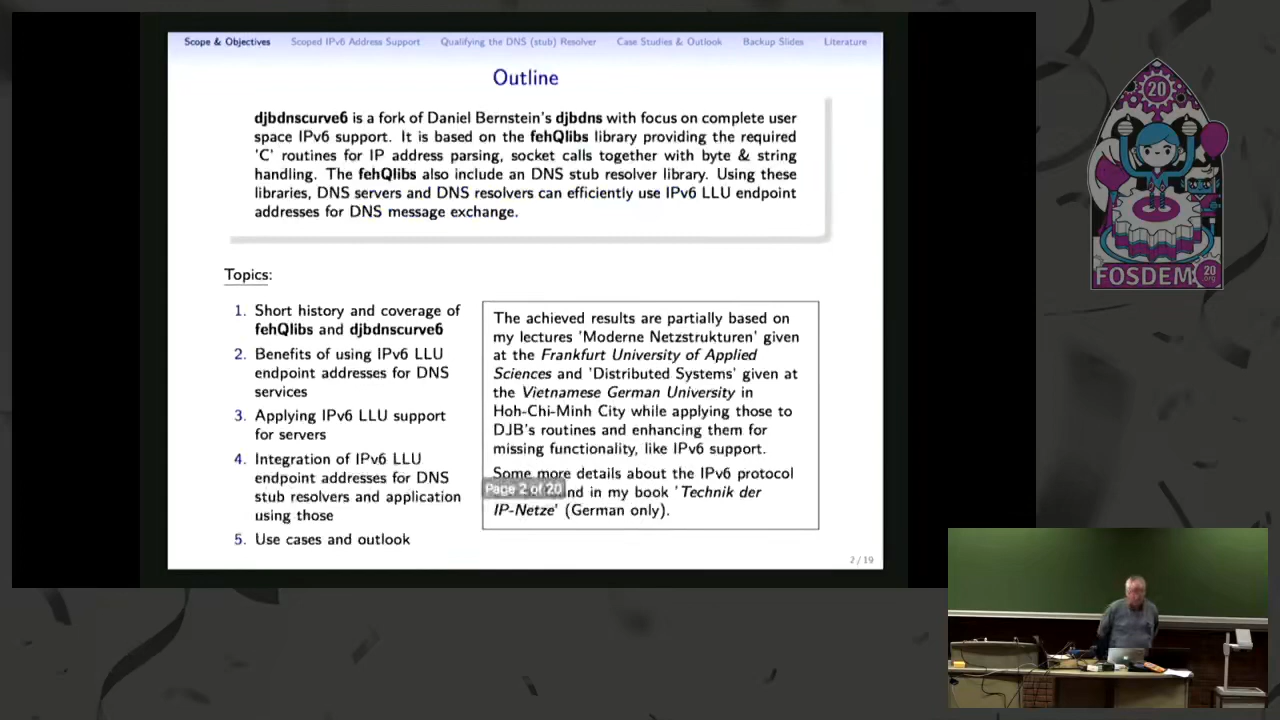 Scope & Objectives Scoped IPv6 Address Support Qualifying the DNS (stub) Resolver Case Studies & Outlook Backup Slides Literature
Outline
djbdnscurve6 is a fork of Daniel Bernstein's djbdns with focus on complete user
space IPv6 support. It is based on the fehQlibs library providing the required
'C' routines for IP address parsing, socket calls together with byte & string
handling. The fehQlibs also include an DNS stub resolver library. Using these
libraries, DNS servers and DNS resolvers can efficiently use IPv6 LLU endpoint
addresses for DNS message exchange.
Topics:
1. Short history and coverage of
fehQlibs and djbdnscurve6
2. Benefits of using IPv6 LLU
endpoint addresses for DNS
services
3. Applying IPv6 LLU support
for servers
4. Integration of IPv6 LLU
endpoint addresses for DNS
stub resolvers and application
using those
5. Use cases and outlook
The achieved results are partially based on
my lectures 'Moderne Netzstrukturen' given
at the Frankfurt University of Applied
Sciences and 'Distributed Systems' given at
the Vietnamese German University in
Hoh-Chi-Minh City while applying those to
DJB's routines and enhancing them for
missing functionality, like IPv6 support.
Some more details about the IPv6 protocol
Page 2 of 20
in my book 'Technik der
IP-Netze' (German only).
2 / 19
20
FOSDEM
20
.org